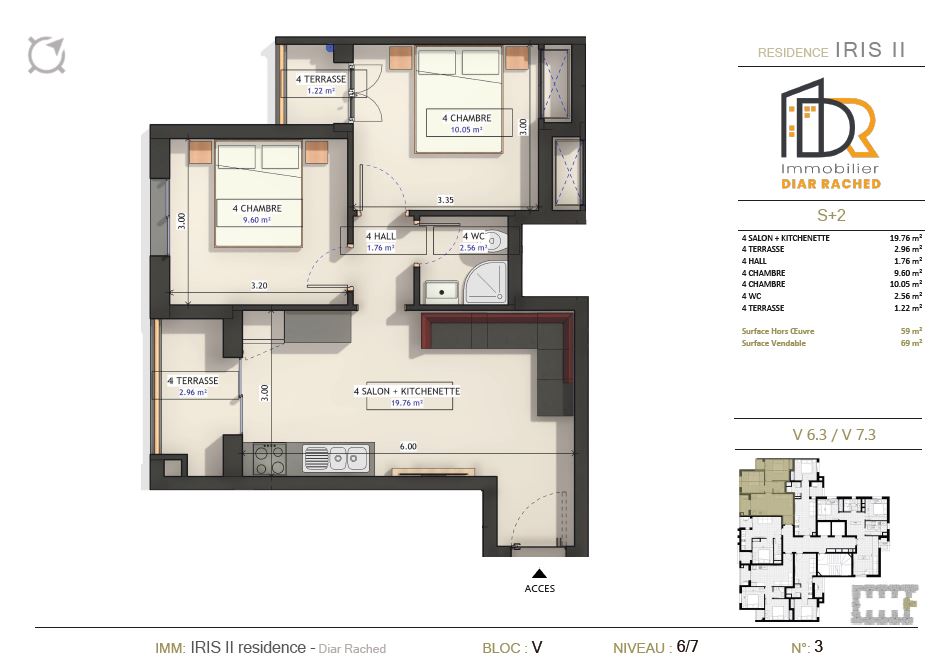 RESIDENCE IRIS II
DR
Immobilier
DIAR RACHED
S+2
4 SALON + KITCHENETTE 19.76 m²
4 TERRASSE 2.96 m²
4 HALL 1.76 m²
4 CHAMBRE 9.60 m²
4 CHAMBRE 10.05 m²
4 WC 2.56 m²
4 TERRASSE 1.22 m²
Surface Hors Œuvre 59 m²
Surface Vendable 69 m²
V 6.3 / V 7.3
4 TERRASSE
1.22 m²
4 CHAMBRE
10.05 m²
3.00
3.35
4 CHAMBRE
9.60 m²
3.00
3.20
4 HALL
1.76 m²
4 WC
2.56 m²
4 TERRASSE
2.96 m²
3.00
4 SALON + KITCHENETTE
19.76 m²
6.00
ACCES
IMM: IRIS II residence - Diar Rached BLOC : V NIVEAU : 6/7 N°: 3